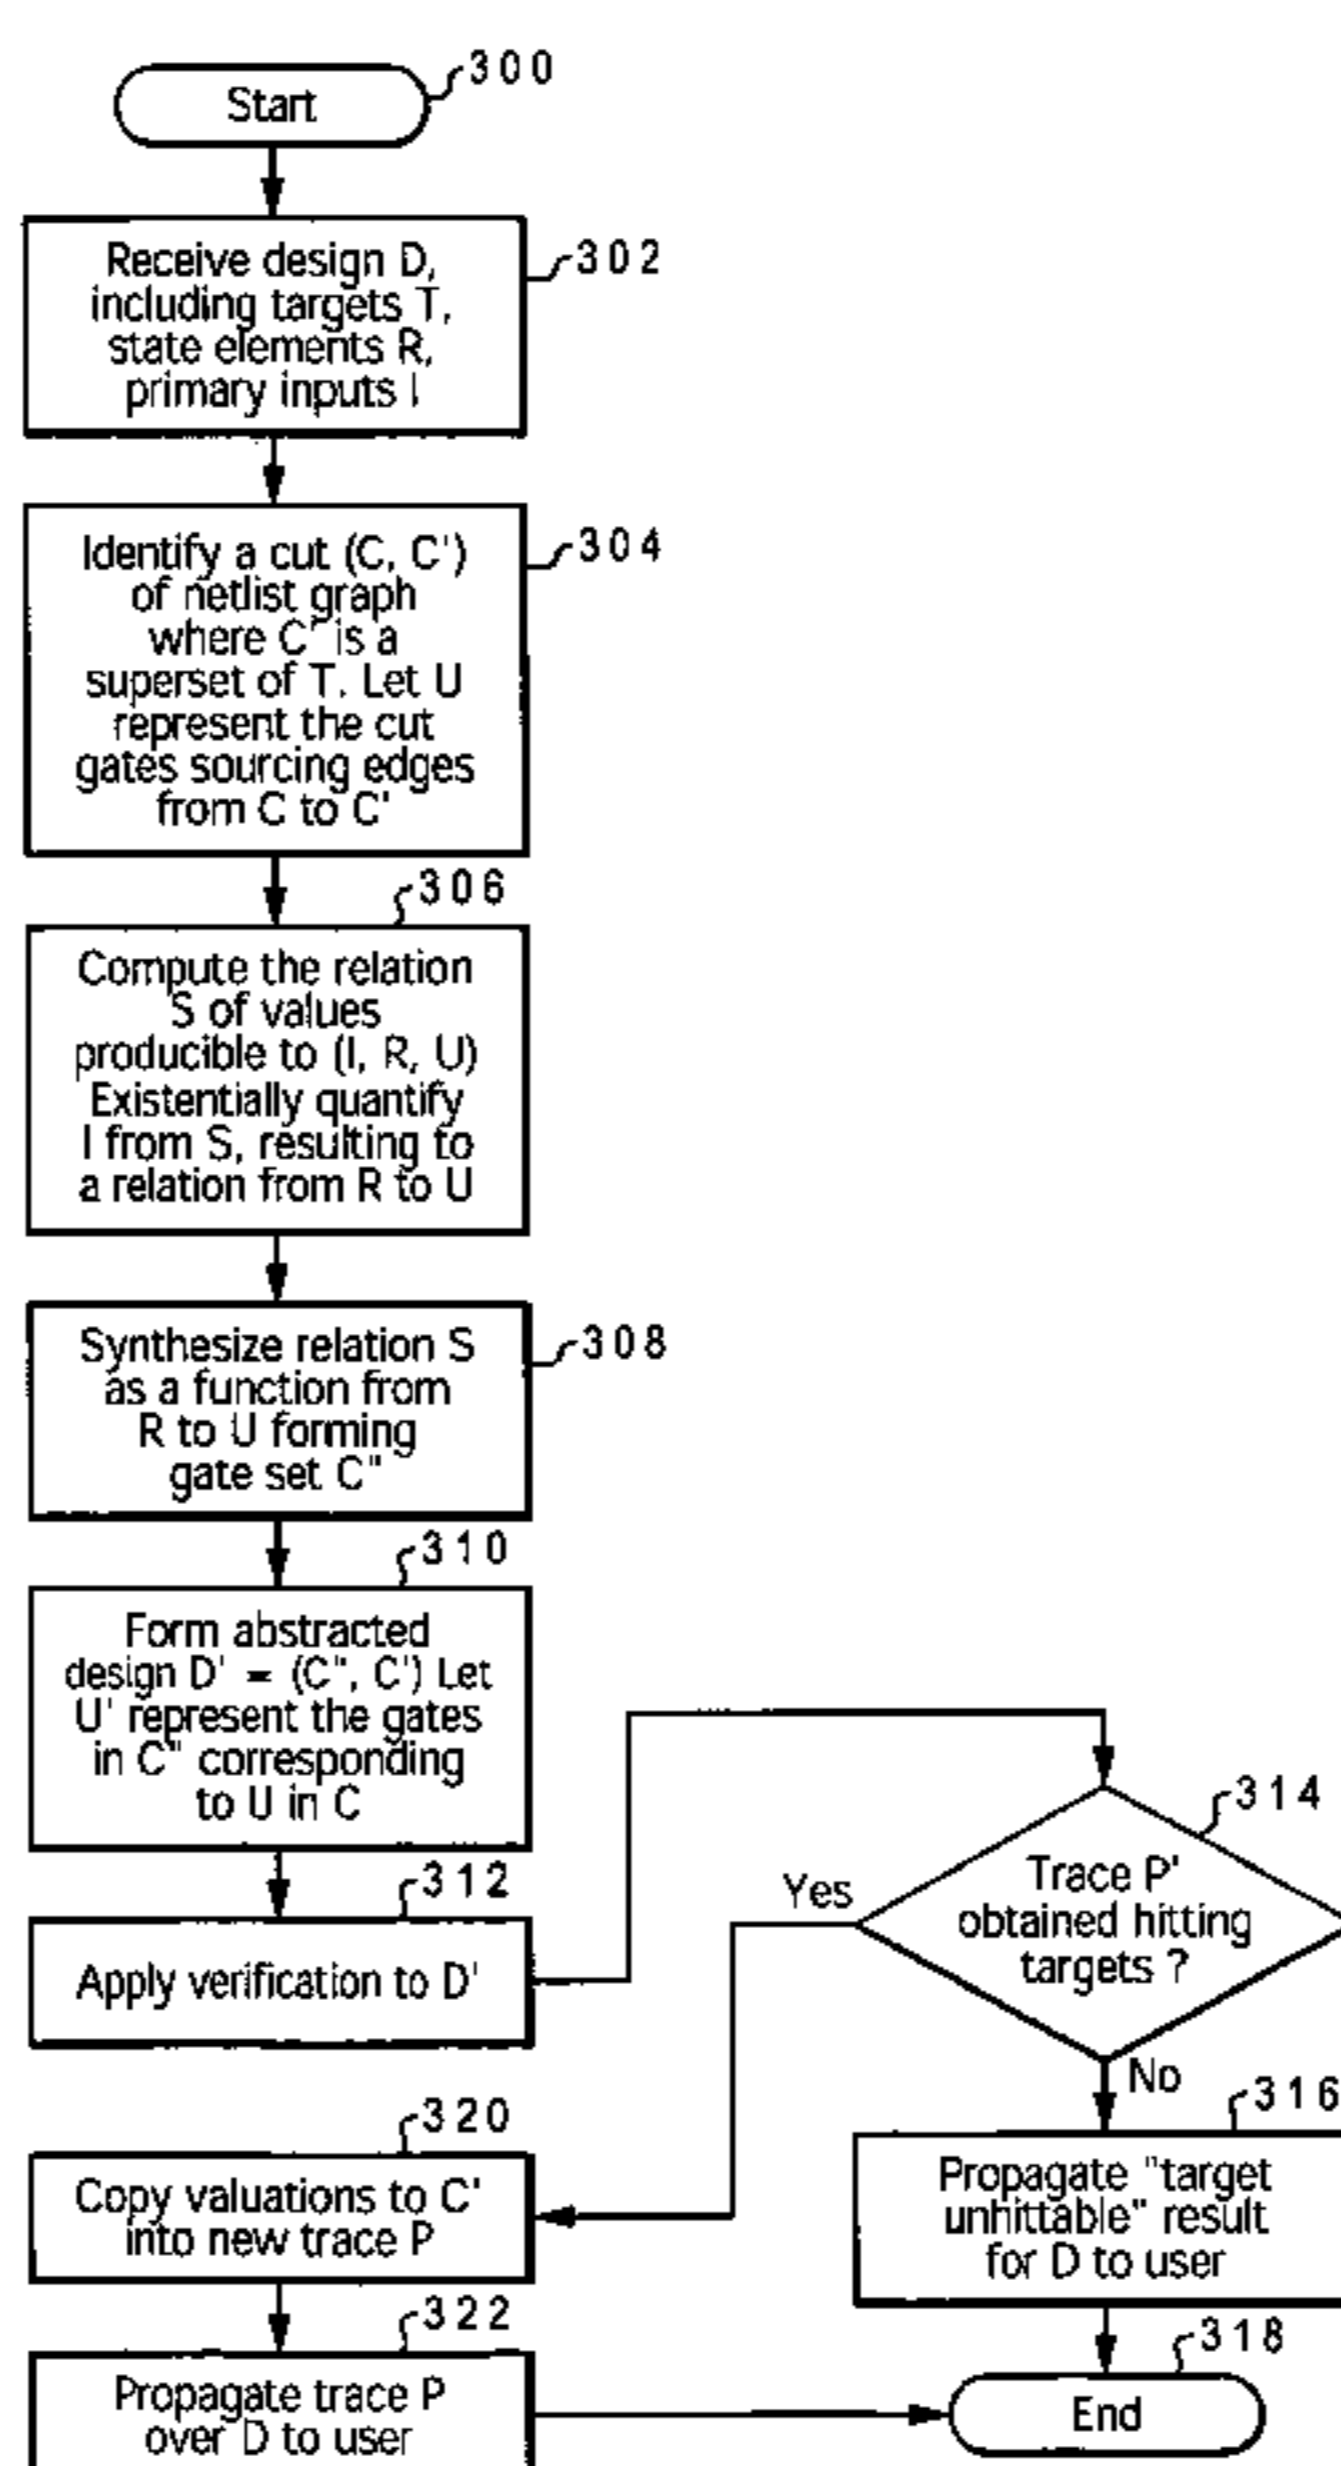 300
Start
302
Receive design D,
including targets T,
state elements R,
primary inputs I
304
Identify a cut (C, C')
of netlist graph
where C' is a
superset of T. Let U
represent the cut
gates sourcing edges
from C to C'
306
Compute the relation
S of values
producible to (I, R, U)
Existentially quantify
I from S, resulting to
a relation from R to U
308
Synthesize relation S
as a function from
R to U forming
gate set C"
310
Form abstracted
design D' = (C", C') Let
U' represent the gates
in C" corresponding
to U in C
312
Apply verification to D'
314
Trace P'
obtained hitting
targets ?
Yes
No
316
Propagate "target
unhittable" result
for D to user
318
End
320
Copy valuations to C'
into new trace P
322
Propagate trace P
over D to user